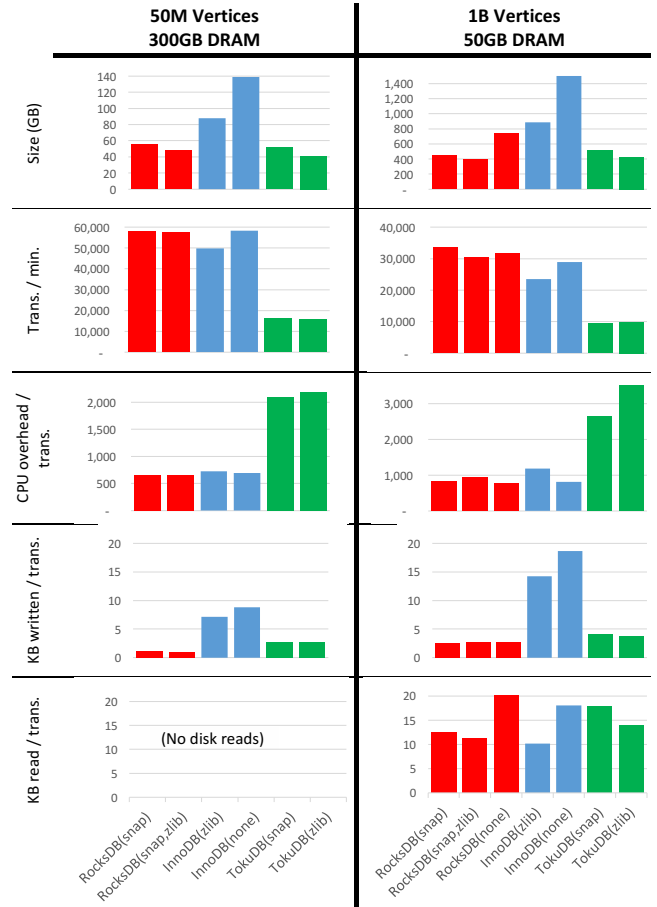 50M Vertices
300GB DRAM
1B Vertices
50GB DRAM
Size (GB)
140
120
100
80
60
40
20
0
1,400
1,200
1,000
800
600
400
200
-
Trans. / min.
60,000
50,000
40,000
30,000
20,000
10,000
-
40,000
30,000
20,000
10,000
-
CPU overhead /
trans.
2,000
1,500
1,000
500
-
3,000
2,000
1,000
-
KB written / trans.
20
15
10
5
0
20
15
10
5
0
KB read / trans.
20
15
10
5
0
(No disk reads)
20
15
10
5
0
RocksDB(snap)
RocksDB(snap,zlib)
InnoDB(zlib)
InnoDB(none)
TokuDB(snap)
TokuDB(zlib)
RocksDB(snap)
RocksDB(snap,zlib)
RocksDB(none)
InnoDB(zlib)
InnoDB(none)
TokuDB(snap)
TokuDB(zlib)